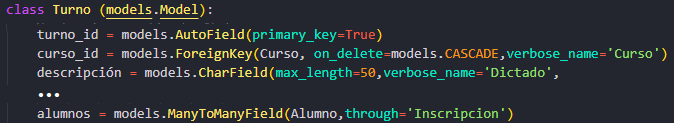 class Turno (models.Model):
turno_id = models.AutoField(primary_key=True)
curso_id = models.ForeignKey(Curso, on_delete=models.CASCADE,verbose_name='Curso')
descripción = models.CharField(max_length=50,verbose_name='Dictado',
...
alumnos = models.ManyToManyField(Alumno,through='Inscripcion')